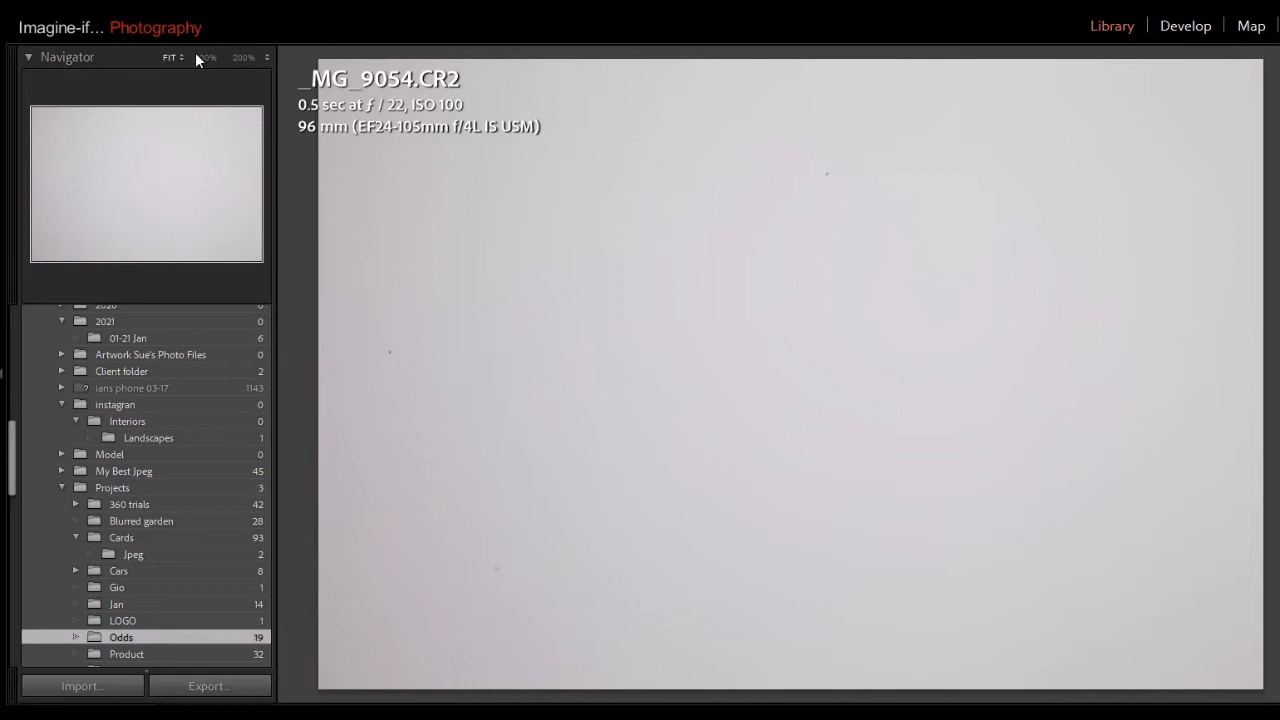 Imagine-if... Photography
Library | Develop | Map
Navigator FIT 200%
_MG_9054.CR2
0.5 sec at ƒ / 22, ISO 100
96 mm (EF24-105mm f/4L IS USM)
2021 0
01-21 Jan 6
Artwork Sue's Photo Files 0
Client folder 2
ians phone 03-17 1143
instagran 0
Interiors 0
Landscapes 1
Model 0
My Best Jpeg 45
Projects 3
360 trials 42
Blurred garden 28
Cards 93
Jpeg 2
Cars 8
Gio 1
Jan 14
LOGO 1
Odds 19
Product 32
Import...
Export...